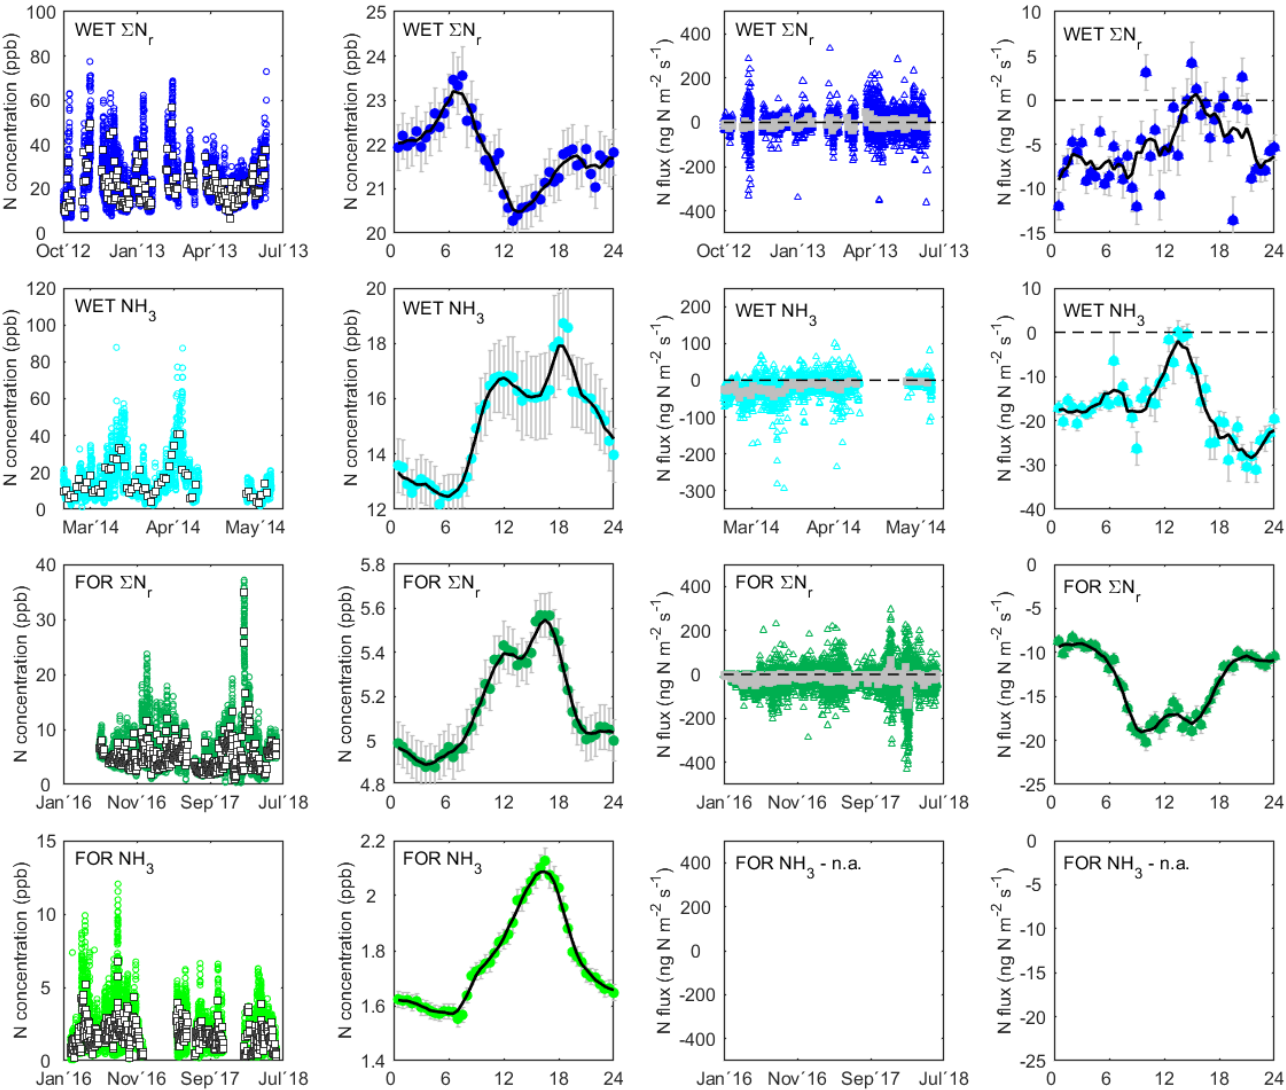 WET ΣNr
N concentration (ppb)
100
80
60
40
20
0
Oct´12 Jan´13 Apr´13 Jul´13
WET ΣNr
N concentration (ppb)
25
24
23
22
21
20
0 6 12 18 24
WET ΣNr
N flux (ng N m-2 s-1)
400
200
0
-200
-400
Oct´12 Jan´13 Apr´13 Jul´13
WET ΣNr
N flux (ng N m-2 s-1)
10
5
0
-5
-10
-15
0 6 12 18 24
WET NH3
N concentration (ppb)
120
100
80
60
40
20
0
Mar´14 Apr´14 May´14
WET NH3
N concentration (ppb)
20
18
16
14
12
0 6 12 18 24
WET NH3
N flux (ng N m-2 s-1)
200
100
0
-100
-200
-300
Mar´14 Apr´14 May´14
WET NH3
N flux (ng N m-2 s-1)
10
0
-10
-20
-30
-40
0 6 12 18 24
FOR ΣNr
N concentration (ppb)
40
30
20
10
0
Jan´16 Nov´16 Sep´17 Jul´18
FOR ΣNr
N concentration (ppb)
5.8
5.6
5.4
5.2
5
4.8
0 6 12 18 24
FOR ΣNr
N flux (ng N m-2 s-1)
400
200
0
-200
-400
Jan´16 Nov´16 Sep´17 Jul´18
FOR ΣNr
N flux (ng N m-2 s-1)
0
-5
-10
-15
-20
-25
0 6 12 18 24
FOR NH3
N concentration (ppb)
15
10
5
0
Jan´16 Nov´16 Sep´17 Jul´18
FOR NH3
N concentration (ppb)
2.2
2
1.8
1.6
1.4
0 6 12 18 24
FOR NH3 - n.a.
N flux (ng N m-2 s-1)
400
200
0
-200
-400
Jan´16 Nov´16 Sep´17 Jul´18
FOR NH3 - n.a.
N flux (ng N m-2 s-1)
0
-5
-10
-15
-20
-25
0 6 12 18 24